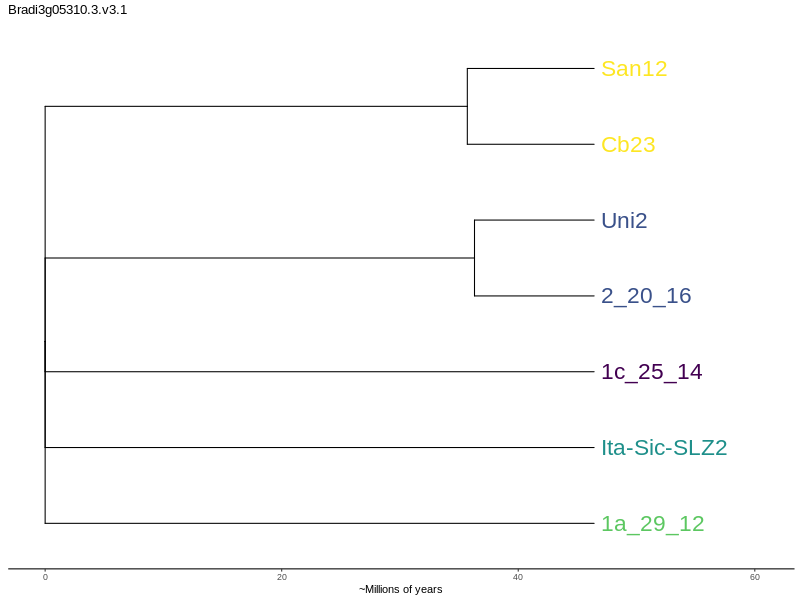 Bradi3g05310.3.v3.1
San12
Cb23
Uni2
2_20_16
1c_25_14
Ita-Sic-SLZ2
1a_29_12
0 20 40 60
~Millions of years